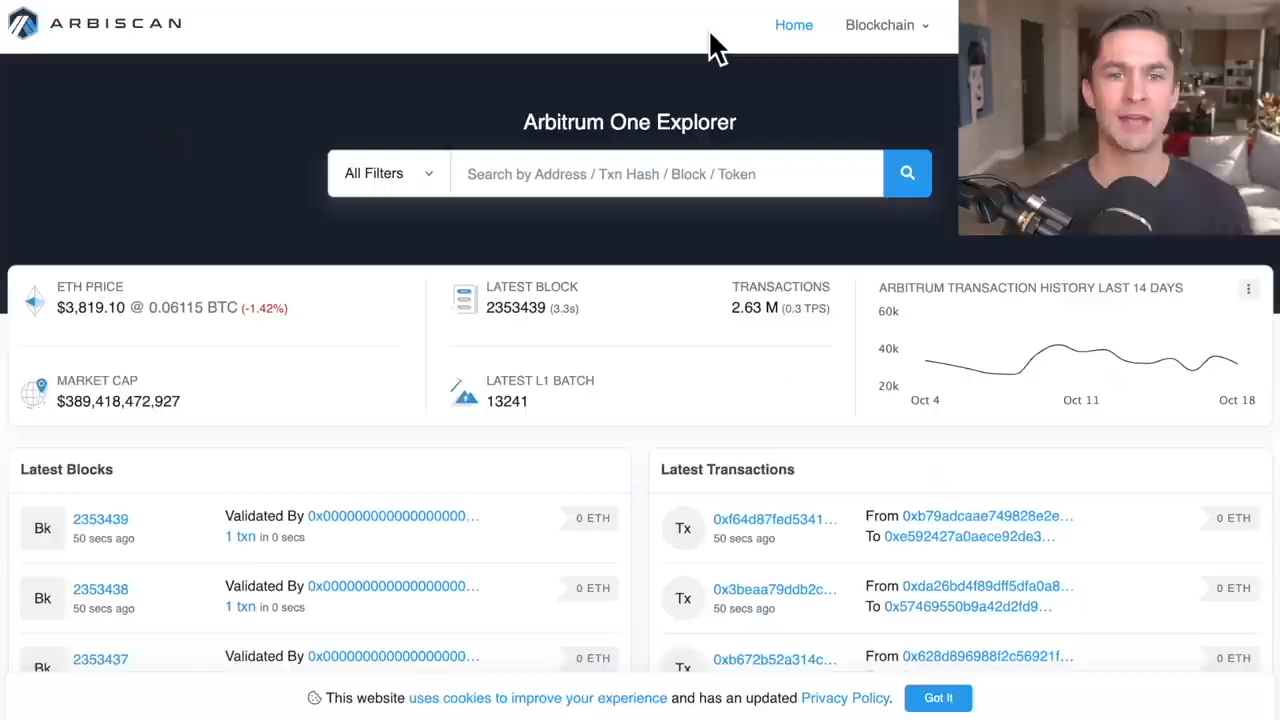 ARBISCAN
Home
Blockchain
Arbitrum One Explorer
All Filters
Search by Address / Txn Hash / Block / Token
ETH PRICE
$3,819.10 @ 0.06115 BTC (-1.42%)
MARKET CAP
$389,418,472,927
LATEST BLOCK
2353439 (3.3s)
TRANSACTIONS
2.63 M (0.3 TPS)
LATEST L1 BATCH
13241
ARBITRUM TRANSACTION HISTORY LAST 14 DAYS
60k
40k
20k
Oct 4
Oct 11
Oct 18
Latest Blocks
Bk
2353439
50 secs ago
Validated By 0x000000000000000000...
1 txn in 0 secs
0 ETH
Bk
2353438
50 secs ago
Validated By 0x000000000000000000...
1 txn in 0 secs
0 ETH
Bk
2353437
Validated By 0x000000000000000000...
0 ETH
Latest Transactions
Tx
0xf64d87fed5341...
50 secs ago
From 0xb79adcaae749828e2e...
To 0xe592427a0aece92de3...
0 ETH
Tx
0x3beaa79ddb2c...
50 secs ago
From 0xda26bd4f89dff5dfa0a8...
To 0x57469550b9a42d2fd9...
0 ETH
Tx
0xb672b52a314c...
From 0x628d896988f2c56921f...
0 ETH
This website uses cookies to improve your experience and has an updated Privacy Policy.
Got It